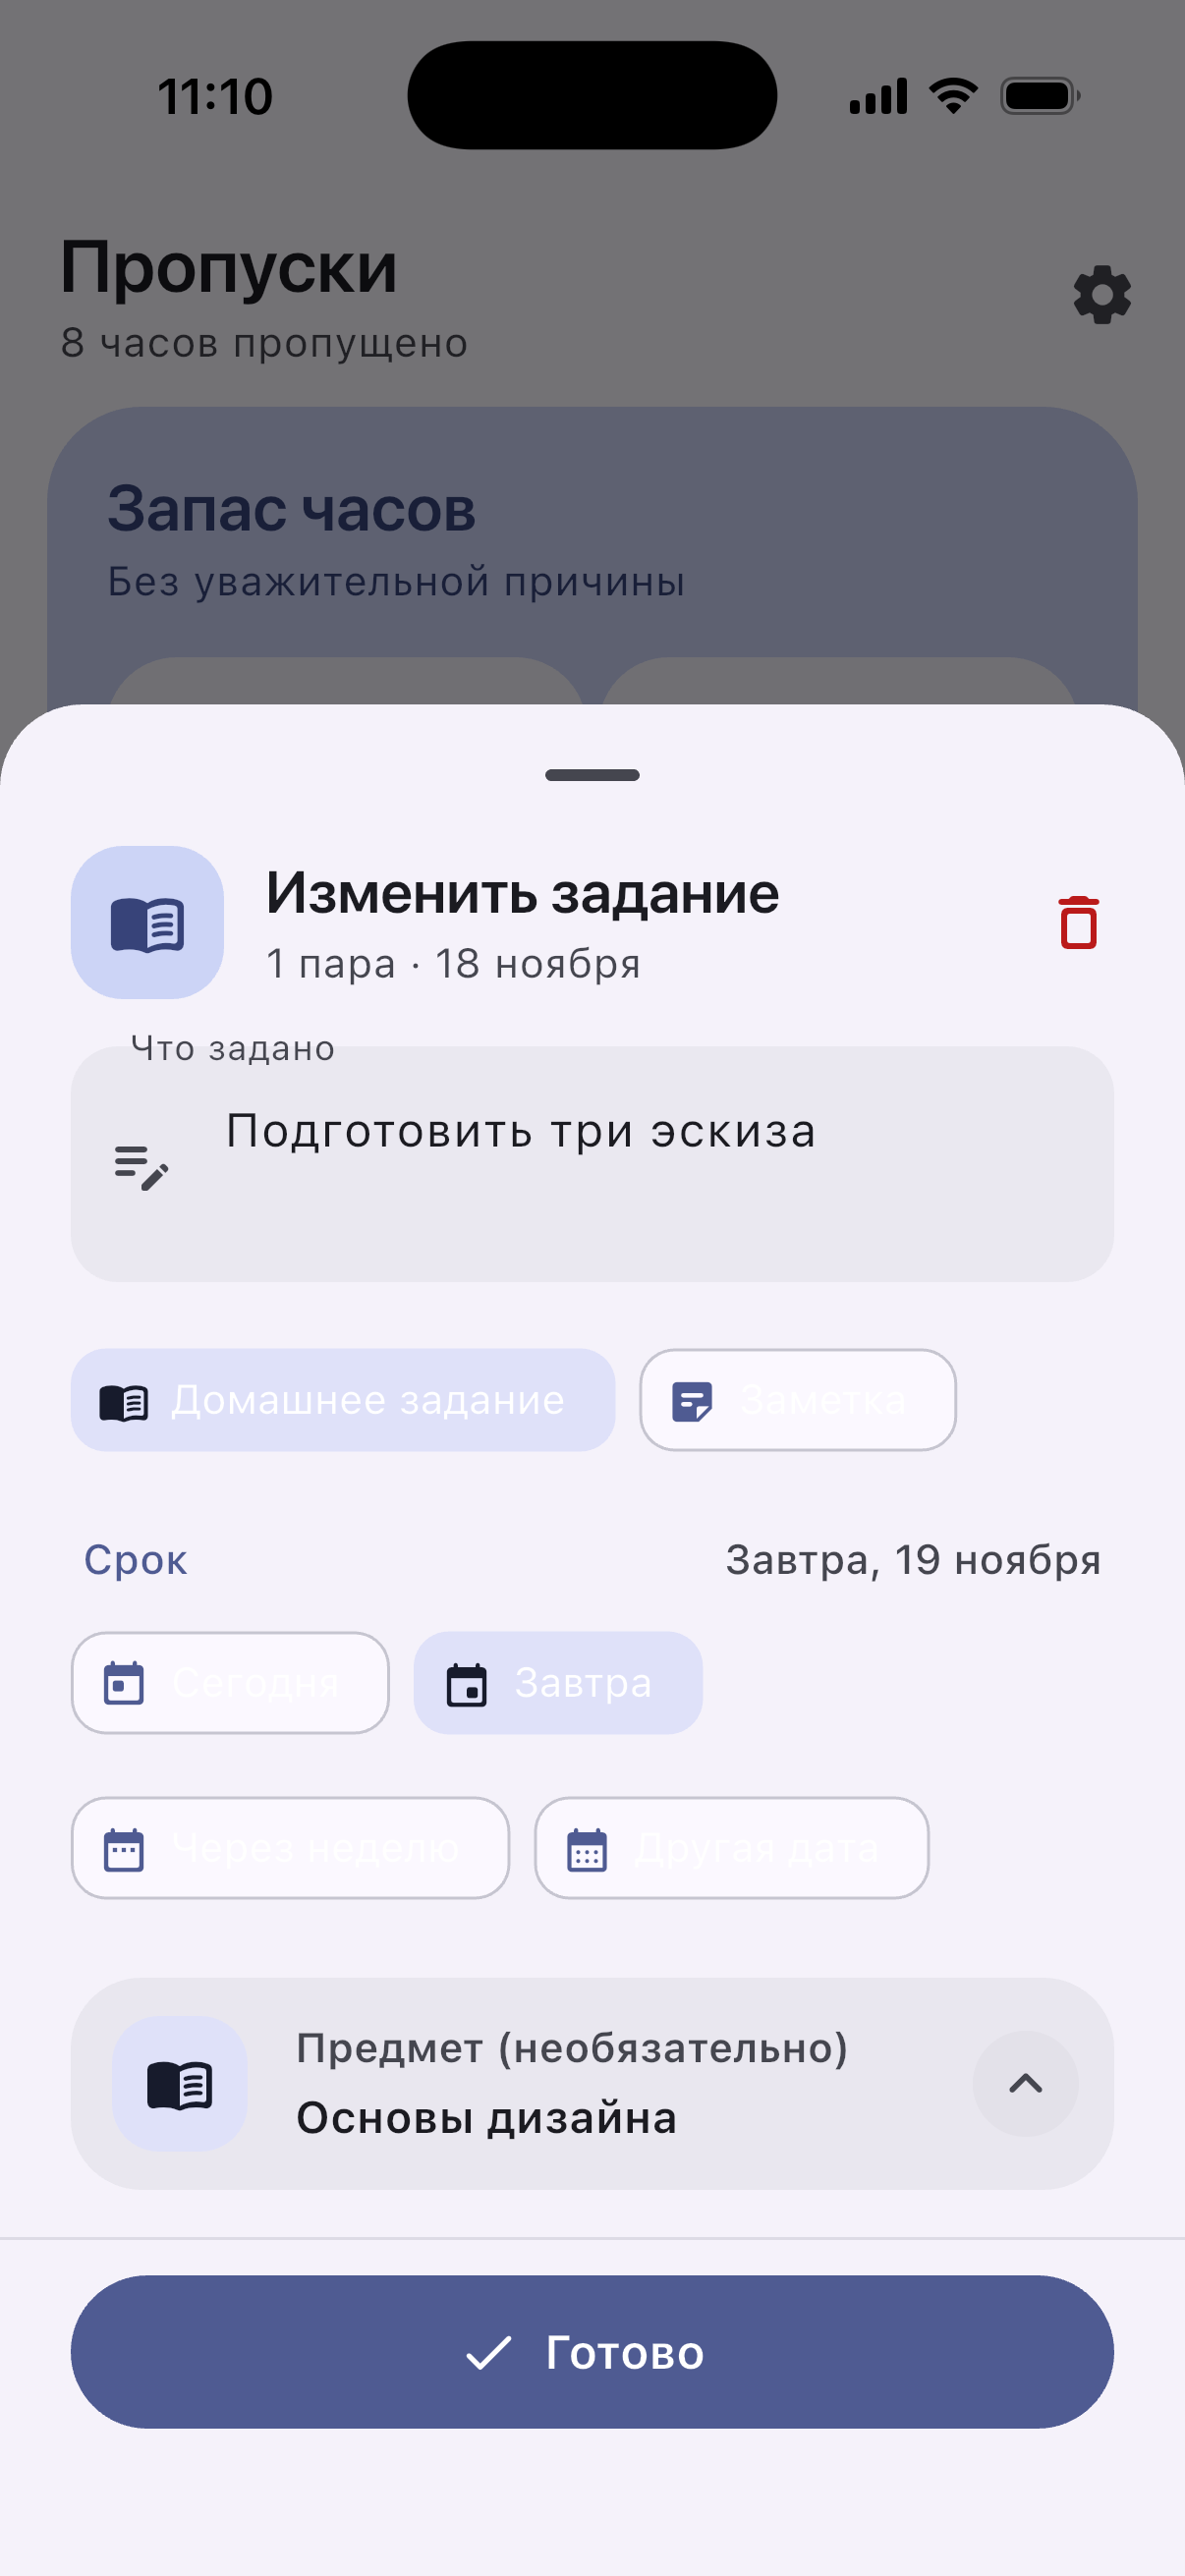 11:10
Пропуски
8 часов пропущено
Запас часов
Без уважительной причины
Изменить задание
1 пара · 18 ноября
Что задано
Подготовить три эскиза
Домашнее задание
Заметка
Срок
Завтра, 19 ноября
Сегодня
Завтра
Через неделю
Другая дата
Предмет (необязательно)
Основы дизайна
Готово